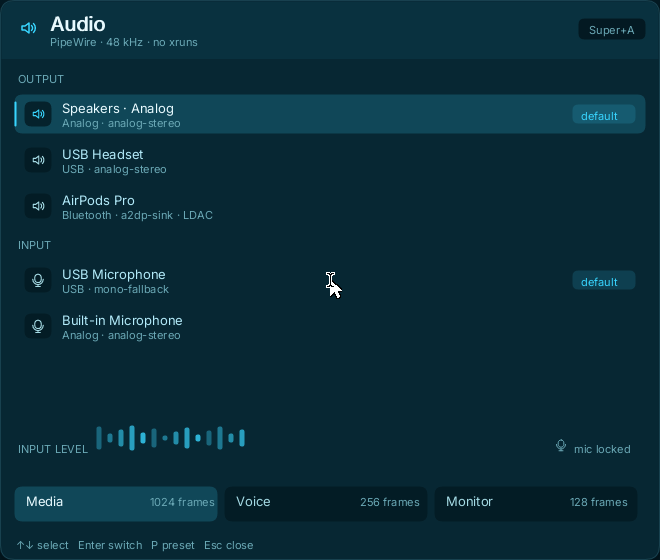 Audio
PipeWire · 48 kHz · no xruns
Super+A
OUTPUT
Speakers · Analog
Analog · analog-stereo
default
USB Headset
USB · analog-stereo
AirPods Pro
Bluetooth · a2dp-sink · LDAC
INPUT
USB Microphone
USB · mono-fallback
default
Built-in Microphone
Analog · analog-stereo
INPUT LEVEL
mic locked
Media 1024 frames
Voice 256 frames
Monitor 128 frames
↑↓ select Enter switch P preset Esc close